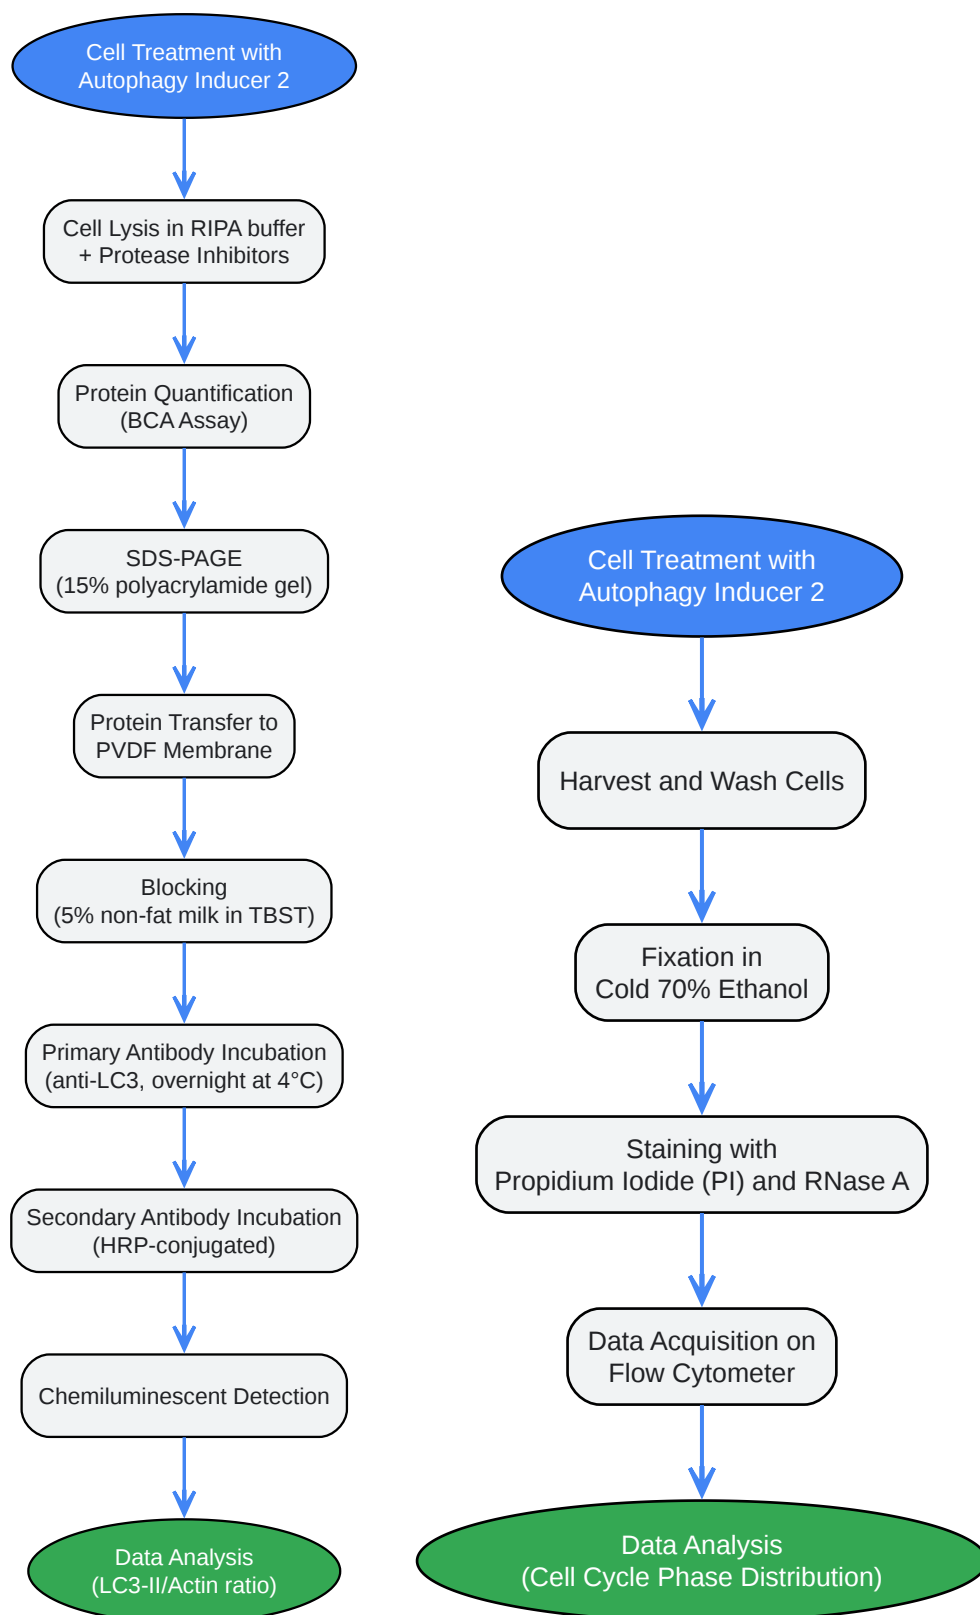 Cell Treatment with
Autophagy Inducer 2
Cell Lysis in RIPA buffer
+ Protease Inhibitors
Protein Quantification
(BCA Assay)
SDS-PAGE
(15% polyacrylamide gel)
Protein Transfer to
PVDF Membrane
Blocking
(5% non-fat milk in TBST)
Primary Antibody Incubation
(anti-LC3, overnight at 4°C)
Secondary Antibody Incubation
(HRP-conjugated)
Chemiluminescent Detection
Data Analysis
(LC3-II/Actin ratio)
Cell Treatment with
Autophagy Inducer 2
Harvest and Wash Cells
Fixation in
Cold 70% Ethanol
Staining with
Propidium Iodide (PI) and RNase A
Data Acquisition on
Flow Cytometer
Data Analysis
(Cell Cycle Phase Distribution)